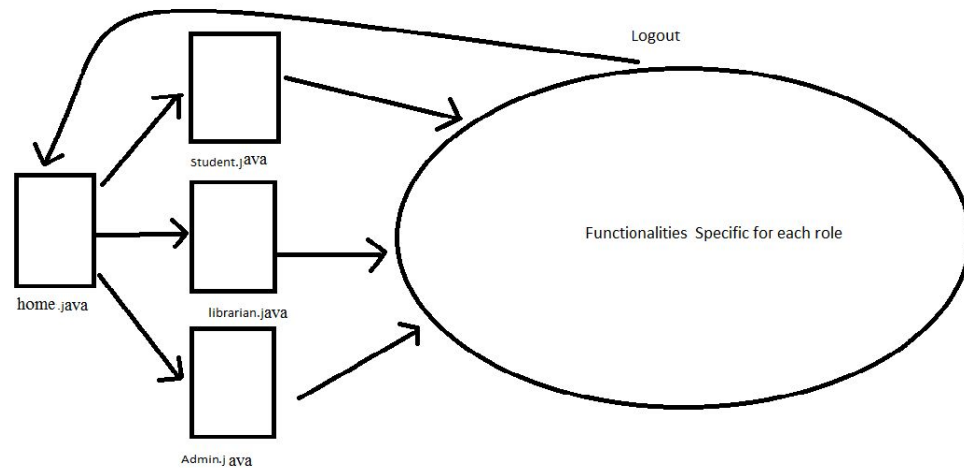 Logout
Student.java
Functionalities Specific for each role
home.java
librarian.java
Admin.java